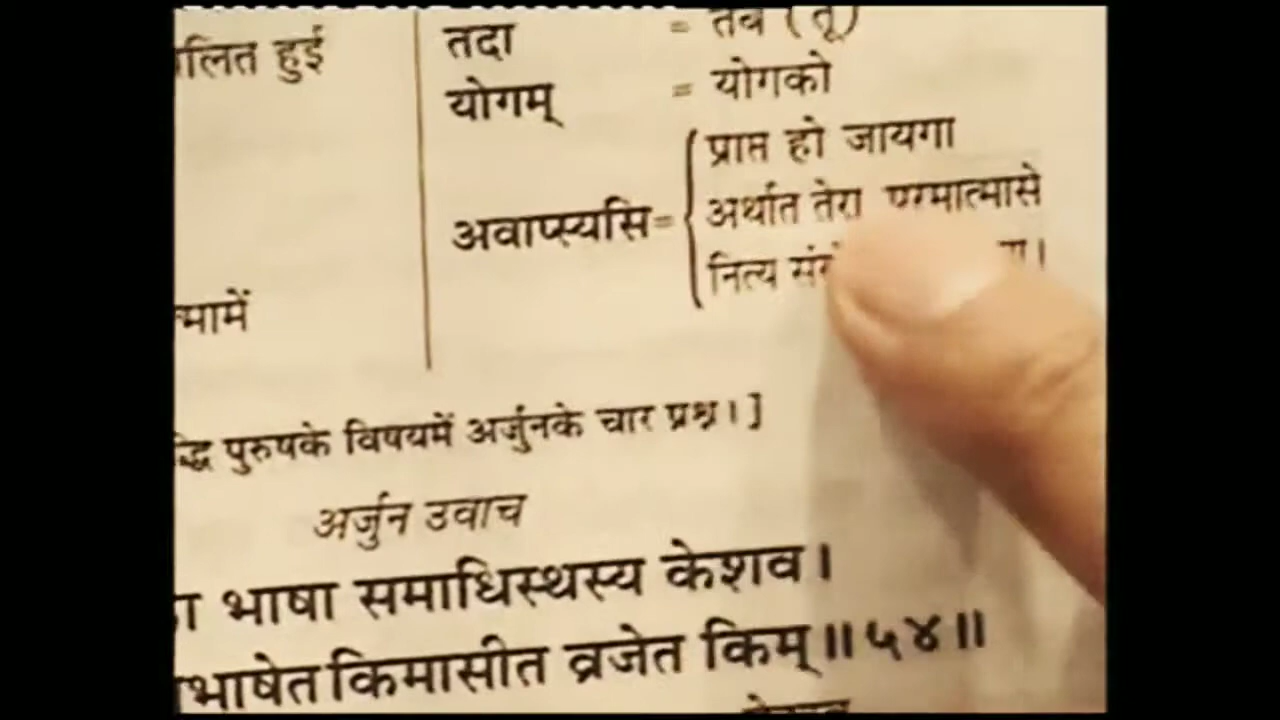 तदा = तब (तू)
लित हुई
योगम् = योगको
प्राप्त हो जायगा
अवाप्स्यसि= अर्थात तेरा परमात्मासे
नित्य
मामें
द्धि पुरुषके विषयमें अर्जुनके चार प्रश्न।]
अर्जुन उवाच
भाषा समाधिस्थस्य केशव।
भाषेत किमासीत व्रजेत किम्॥५४॥